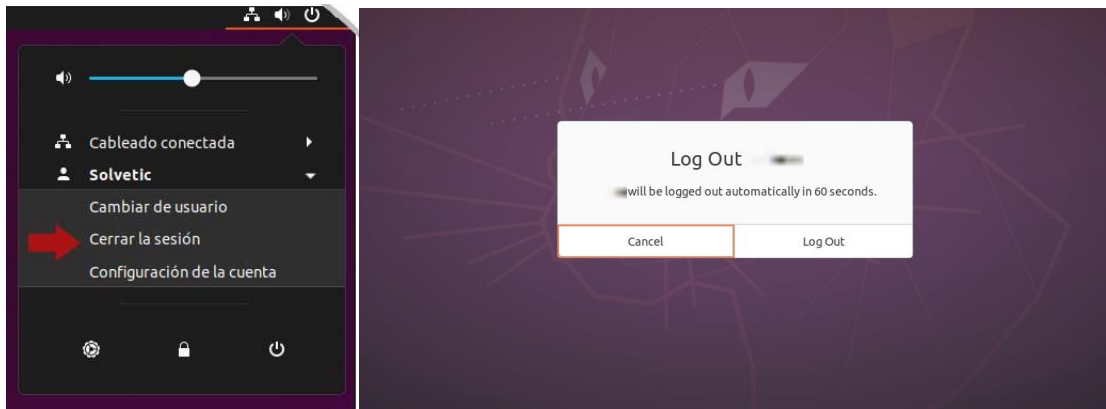 Cableado conectada
Solvetic
Cambiar de usuario
Cerrar la sesión
Configuración de la cuenta
Log Out
will be logged out automatically in 60 seconds.
Cancel
Log Out